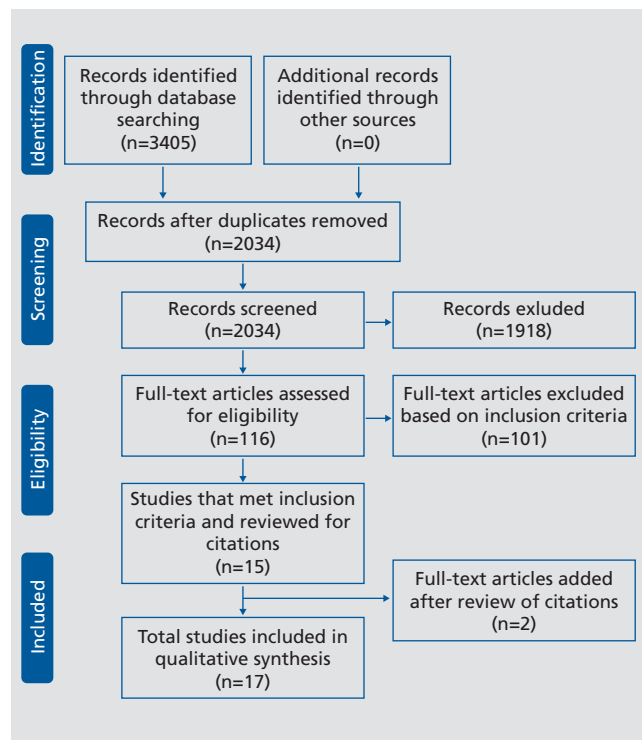 Identification
Records identified
through database
searching
(n=3405)
Additional records
identified through
other sources
(n=0)
Screening
Records after duplicates removed
(n=2034)
Records screened
(n=2034)
Records exluded
(n=1918)
Eligibility
Full-text articles assessed
for eligibility
(n=116)
Full-text articles excluded
based on inclusion criteria
(n=101)
Studies that met inclusion
criteria and reviewed for
citations
(n=15)
Included
Full-text articles added
after review of citations
(n=2)
Total studies included in
qualitative synthesis
(n=17)